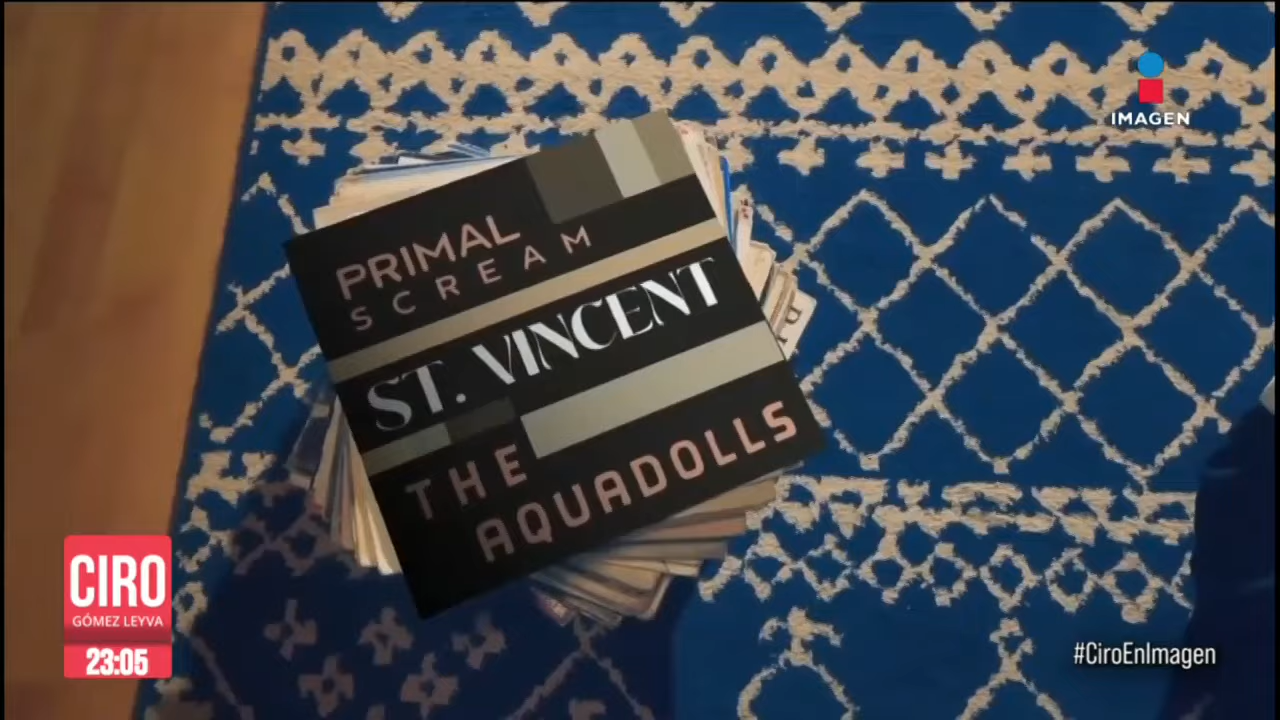 IMAGEN
PRIMAL
SCREAM
ST. VINCENT
THE
AQUADOLLS
CIRO
GÓMEZ LEYVA
23:05
#CiroEnImagen